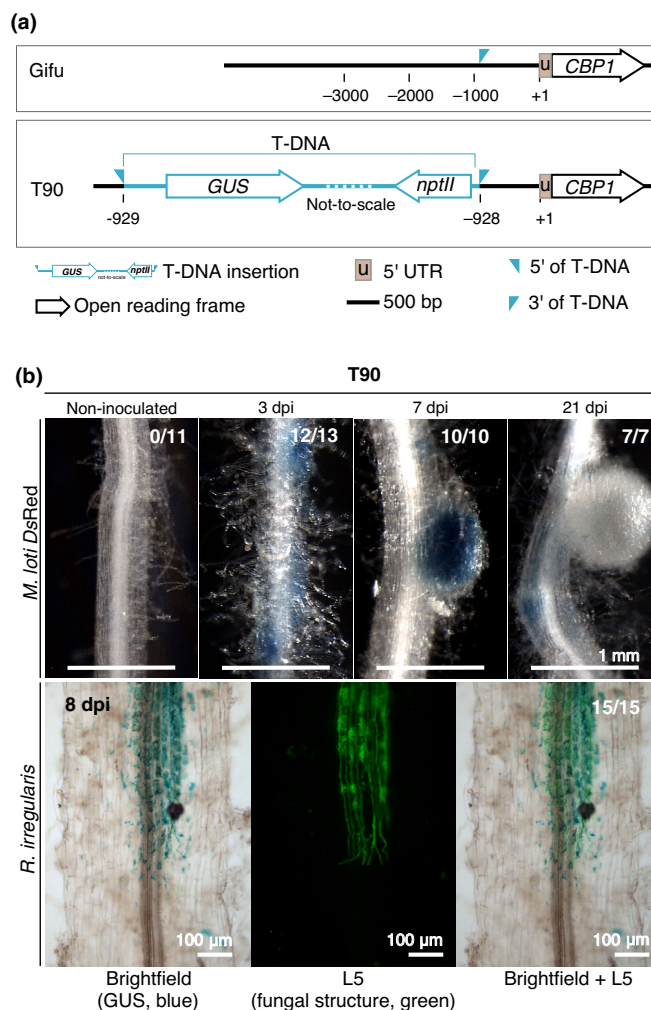 (a)
Gifu
u CBP1
–3000 –2000 –1000 +1
T-DNA
T90
GUS nptII u CBP1
Not-to-scale
-929 –928 +1
GUS not-to-scale nptII T-DNA insertion
u 5' UTR
5' of T-DNA
Open reading frame
500 bp
3' of T-DNA
(b)
T90
Non-inoculated 3 dpi 7 dpi 21 dpi
0/11 12/13 10/10 7/7
M. loti DsRed
1 mm
8 dpi 15/15
R. irregularis
100 µm 100 µm 100 µm
Brightfield L5 Brightfield + L5
(GUS, blue) (fungal structure, green)